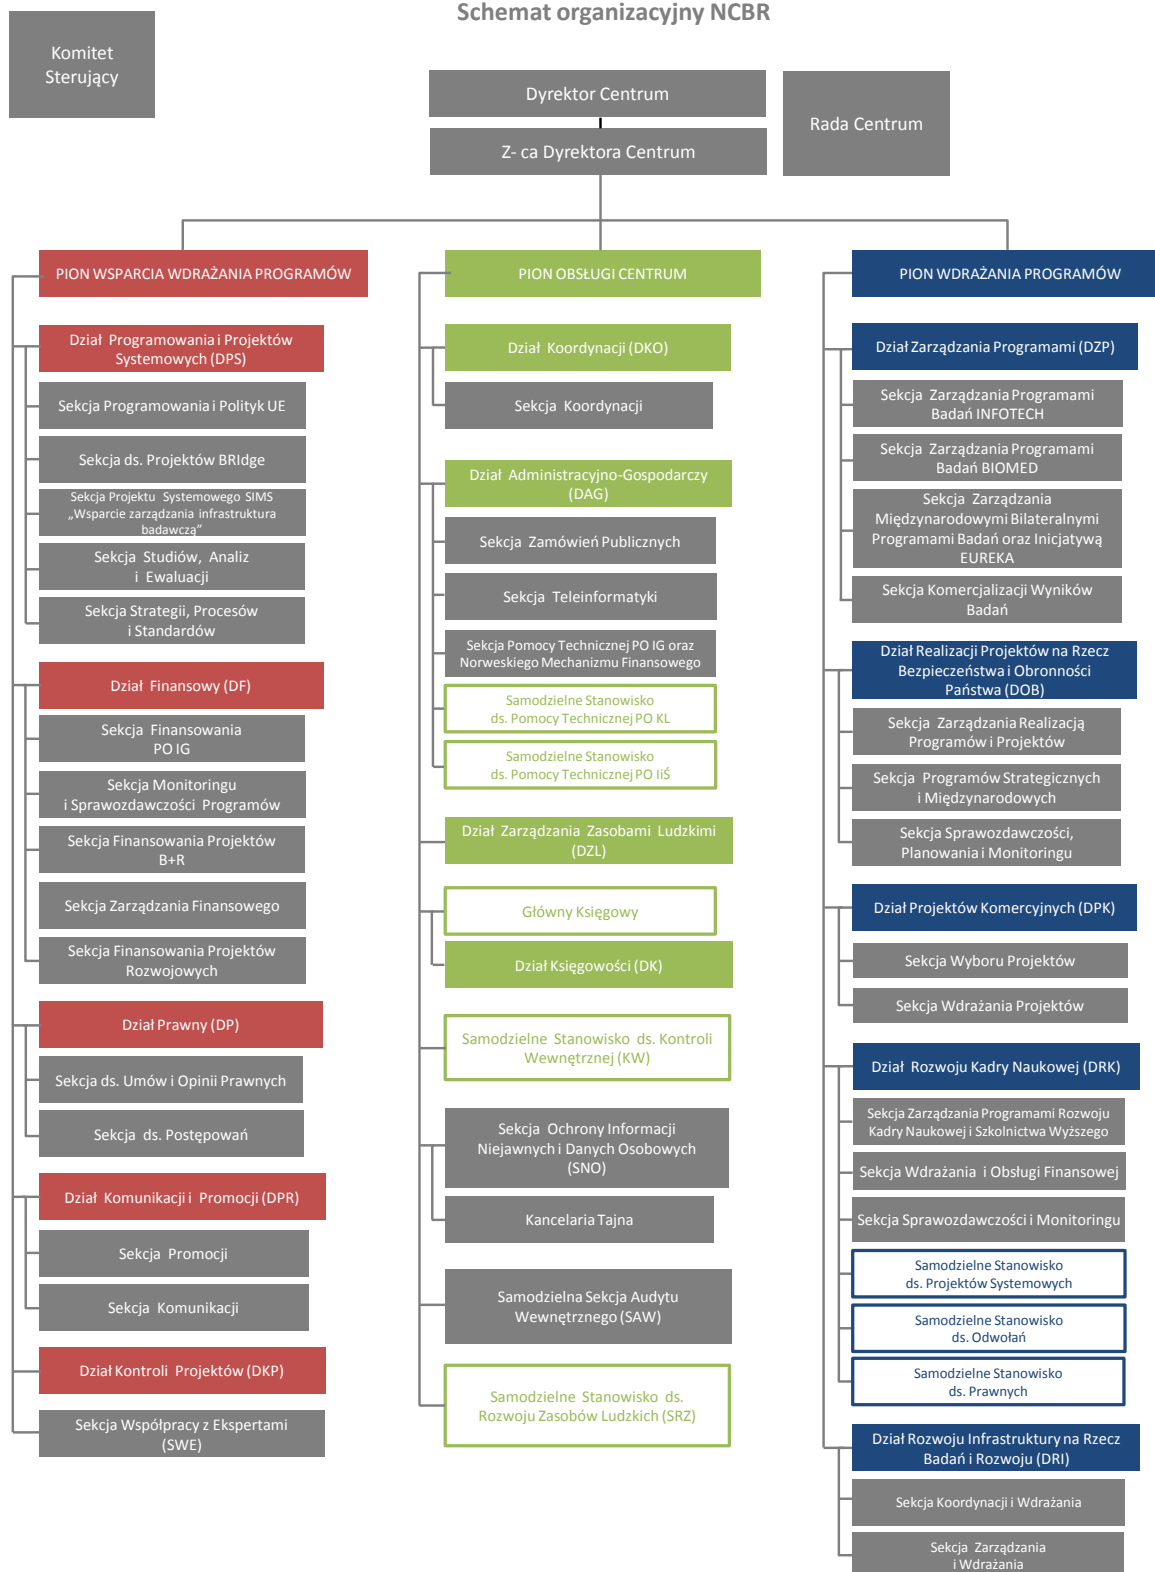 Schemat organizacyjny NCBR
Komitet
Sterujący
Dyrektor Centrum
Z- ca Dyrektora Centrum
Rada Centrum
PION WSPARCIA WDRAŻANIA PROGRAMÓW
Dział Programowania i Projektów
Systemowych (DPS)
Sekcja Programowania i Polityk UE
Sekcja ds. Projektów BRIdge
Sekcja Projektu Systemowego SIMS
„Wsparcie zarządzania infrastruktura
badawczą”
Sekcja Studiów, Analiz
i Ewaluacji
Sekcja Strategii, Procesów
i Standardów
Dział Finansowy (DF)
Sekcja Finansowania
PO IG
Sekcja Monitoringu
i Sprawozdawczości Programów
Sekcja Finansowania Projektów
B+R
Sekcja Zarządzania Finansowego
Sekcja Finansowania Projektów
Rozwojowych
Dział Prawny (DP)
Sekcja ds. Umów i Opinii Prawnych
Sekcja ds. Postępowań
Dział Komunikacji i Promocji (DPR)
Sekcja Promocji
Sekcja Komunikacji
Dział Kontroli Projektów (DKP)
Sekcja Współpracy z Ekspertami
(SWE)
PION OBSŁUGI CENTRUM
Dział Koordynacji (DKO)
Sekcja Koordynacji
Dział Administracyjno-Gospodarczy
(DAG)
Sekcja Zamówień Publicznych
Sekcja Teleinformatyki
Sekcja Pomocy Technicznej PO IG oraz
Norweskiego Mechanizmu Finansowego
Samodzielne Stanowisko
ds. Pomocy Technicznej PO KL
Samodzielne Stanowisko
ds. Pomocy Technicznej PO IiŚ
Dział Zarządzania Zasobami Ludzkimi
(DZL)
Główny Księgowy
Dział Księgowości (DK)
Samodzielne Stanowisko ds. Kontroli
Wewnętrznej (KW)
Sekcja Ochrony Informacji
Niejawnych i Danych Osobowych
(SNO)
Kancelaria Tajna
Samodzielna Sekcja Audytu
Wewnętrznego (SAW)
Samodzielne Stanowisko ds.
Rozwoju Zasobów Ludzkich (SRZ)
PION WDRAŻANIA PROGRAMÓW
Dział Zarządzania Programami (DZP)
Sekcja Zarządzania Programami
Badań INFOTECH
Sekcja Zarządzania Programami
Badań BIOMED
Sekcja Zarządzania
Międzynarodowymi Bilateralnymi
Programami Badań oraz Inicjatywą
EUREKA
Sekcja Komercjalizacji Wyników
Badań
Dział Realizacji Projektów na Rzecz
Bezpieczeństwa i Obronności
Państwa (DOB)
Sekcja Zarządzania Realizacją
Programów i Projektów
Sekcja Programów Strategicznych
i Międzynarodowych
Sekcja Sprawozdawczości,
Planowania i Monitoringu
Dział Projektów Komercyjnych (DPK)
Sekcja Wyboru Projektów
Sekcja Wdrażania Projektów
Dział Rozwoju Kadry Naukowej (DRK)
Sekcja Zarządzania Programami Rozwoju
Kadry Naukowej i Szkolnictwa Wyższego
Sekcja Wdrażania i Obsługi Finansowej
Sekcja Sprawozdawczości i Monitoringu
Samodzielne Stanowisko
ds. Projektów Systemowych
Samodzielne Stanowisko
ds. Odwołań
Samodzielne Stanowisko
ds. Prawnych
Dział Rozwoju Infrastruktury na Rzecz
Badań i Rozwoju (DRI)
Sekcja Koordynacji i Wdrażania
Sekcja Zarządzania
i Wdrażania